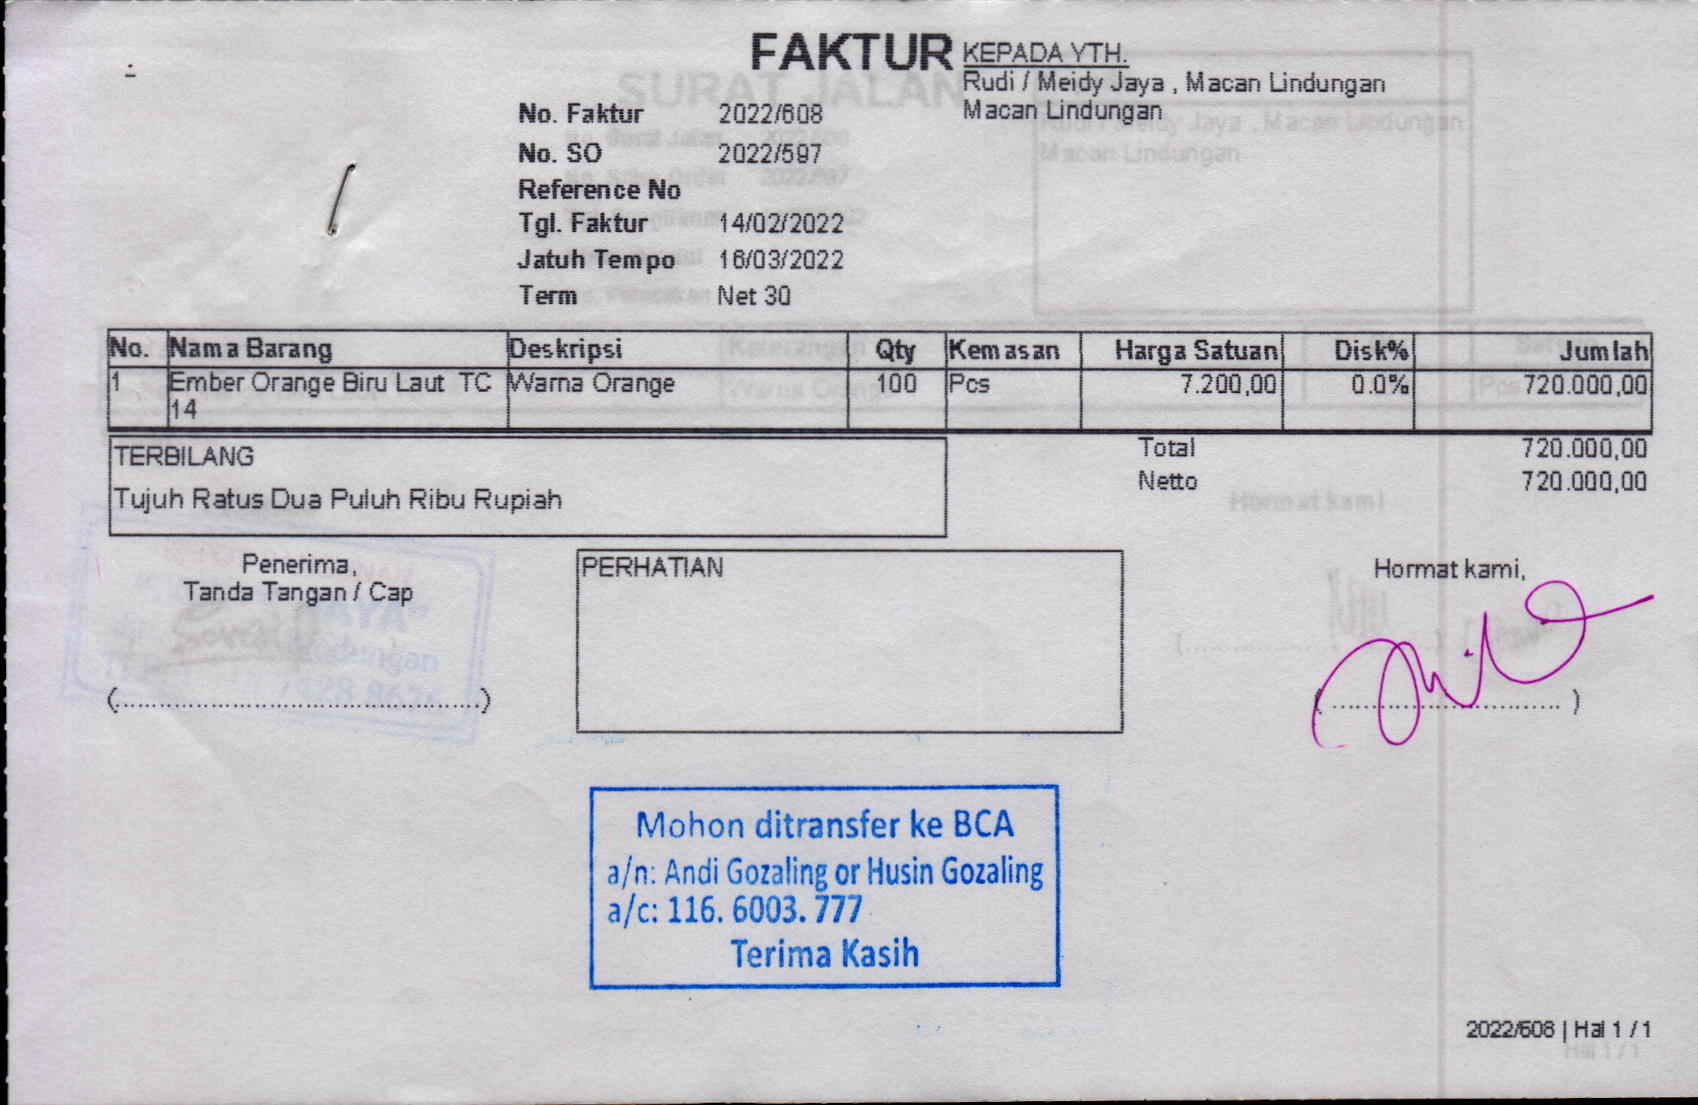 FAKTUR
KEPADA YTH.
Rudi / Meidy Jaya , Macan Lindungan
Macan Lindungan
No. Faktur 2022/608
No. SO 2022/597
Reference No
Tgl. Faktur 14/02/2022
Jatuh Tempo 16/03/2022
Term Net 30
No. Nama Barang Deskripsi Qty Kemasan Harga Satuan Disk% Jumlah
1 Ember Orange Biru Laut TC Warna Orange 100 Pcs 7.200,00 0.0% 720.000,00
14
TERBILANG
Tujuh Ratus Dua Puluh Ribu Rupiah
Total 720.000,00
Netto 720.000,00
Penerima,
Tanda Tangan / Cap
(.................................................)
PERHATIAN
Hormat kami,
( .............................. )
Mohon ditransfer ke BCA
a/n: Andi Gozaling or Husin Gozaling
a/c: 116. 6003. 777
Terima Kasih
2022/608 | Hal 1 / 1